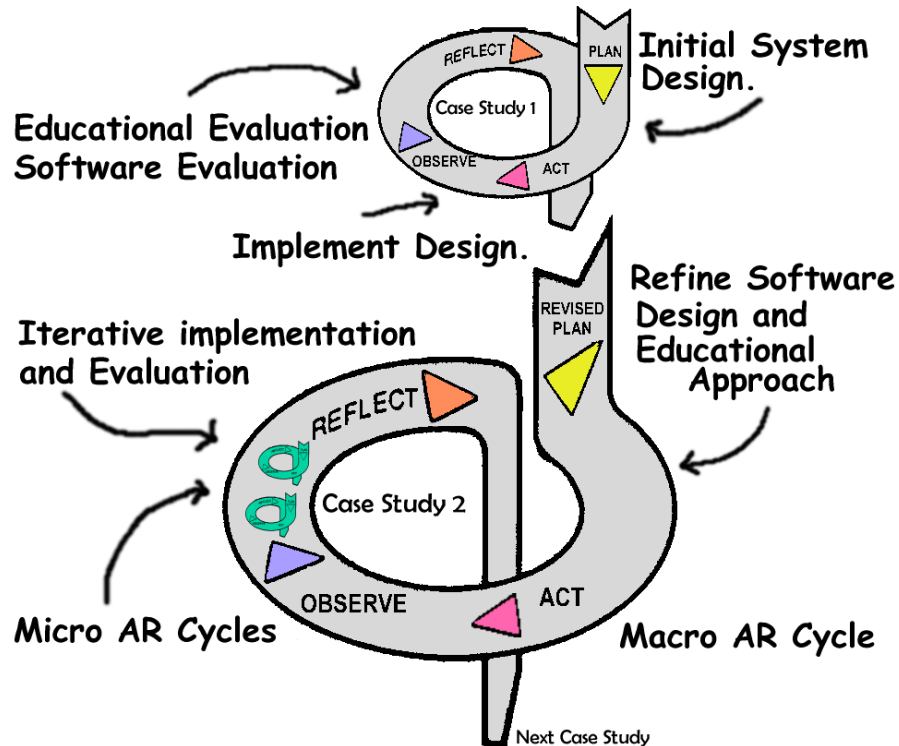 PLAN
Initial System
Design.
REFLECT
Case Study 1
Educational Evaluation
Software Evaluation
OBSERVE
ACT
Implement Design.
REVISED
PLAN
Refine Software
Design and
Educational
Approach
Iterative implementation
and Evaluation
REFLECT
Case Study 2
OBSERVE
ACT
Micro AR Cycles
Macro AR Cycle
Next Case Study